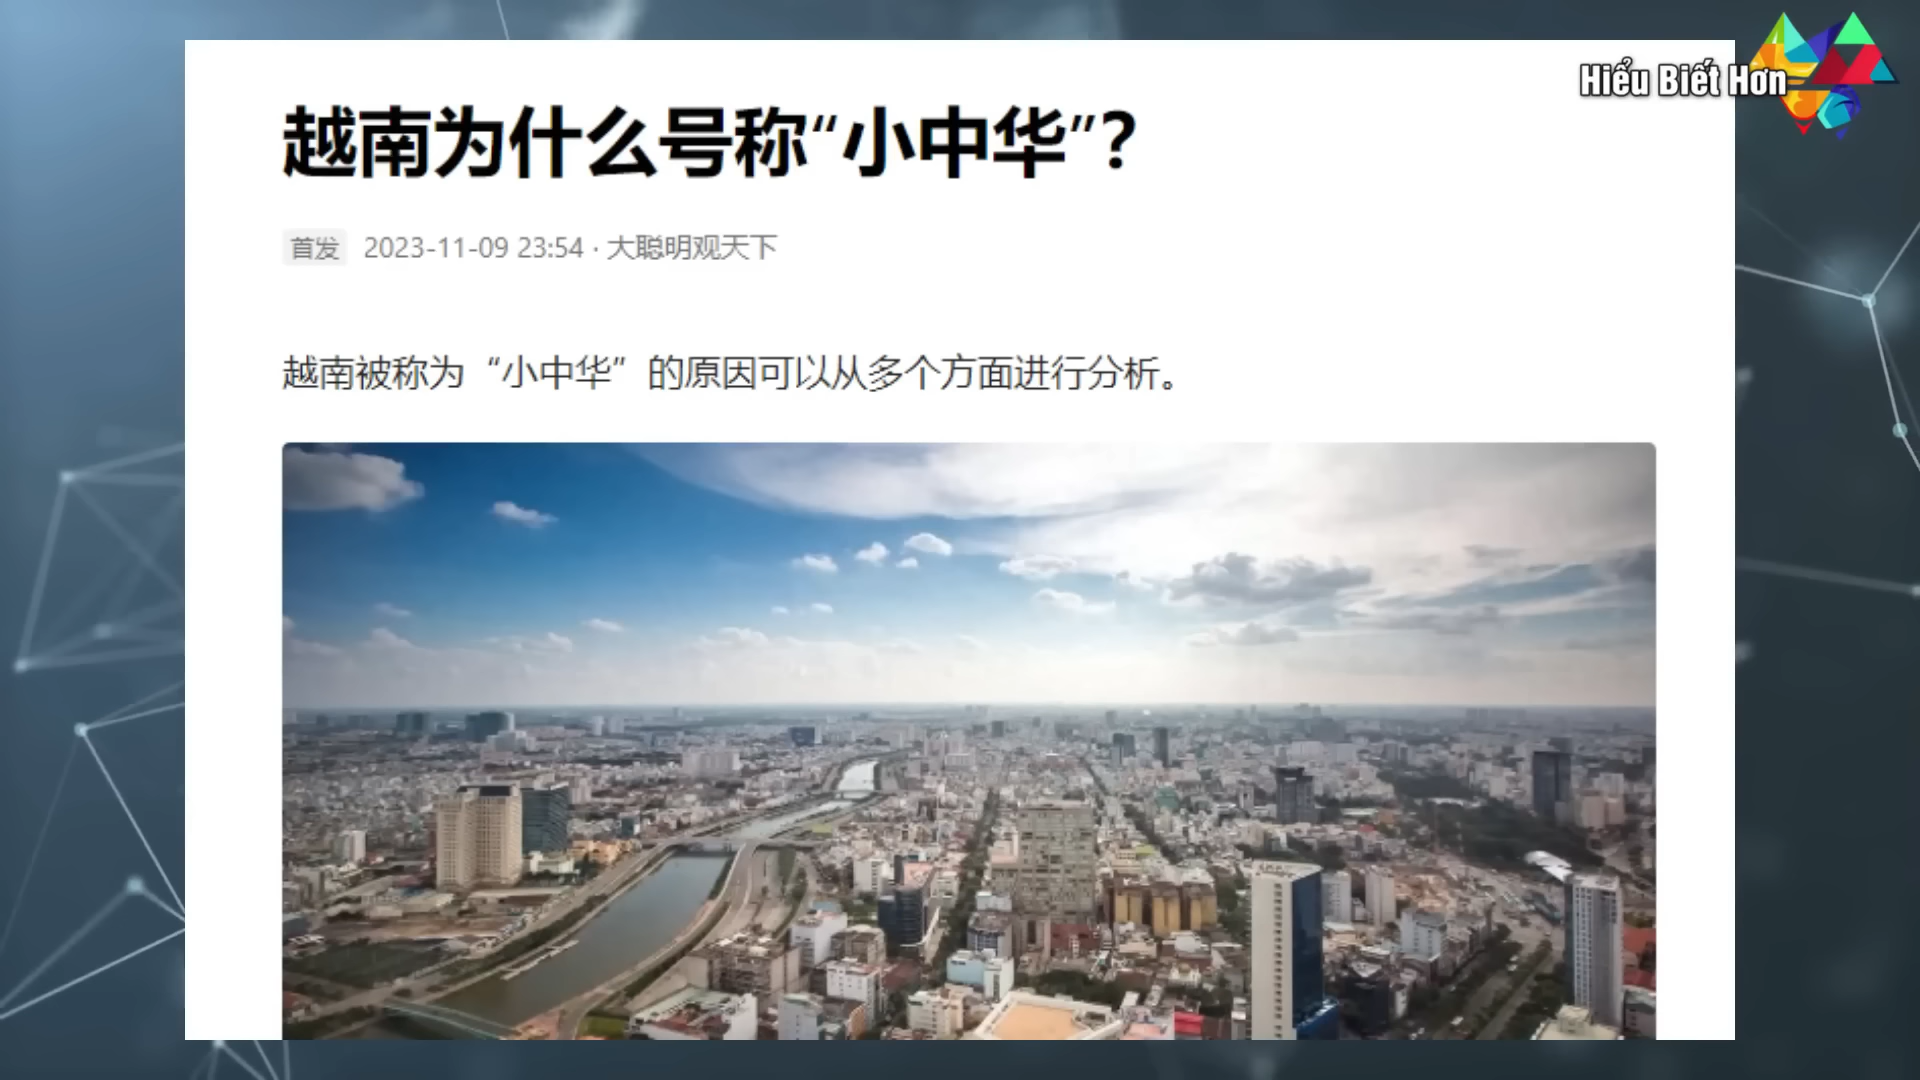 Hiểu Biết Hơn
越南为什么号称“小中华”？
首发 2023-11-09 23:54 · 大聪明观天下
越南被称为“小中华”的原因可以从多个方面进行分析。